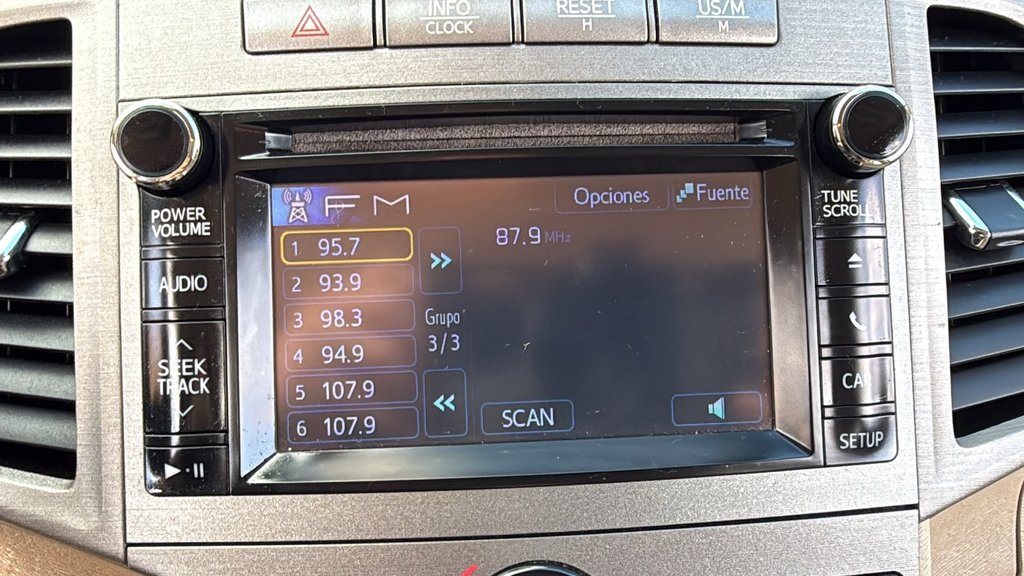 INFO
CLOCK
RESET
H
US/M
M
POWER
VOLUME
AUDIO
SEEK
TRACK
FM
Opciones
Fuente
1 95.7
2 93.9
3 98.3
4 94.9
5 107.9
6 107.9
Grupo
3/3
87.9 MHz
SCAN
TUNE
SCROLL
SETUP